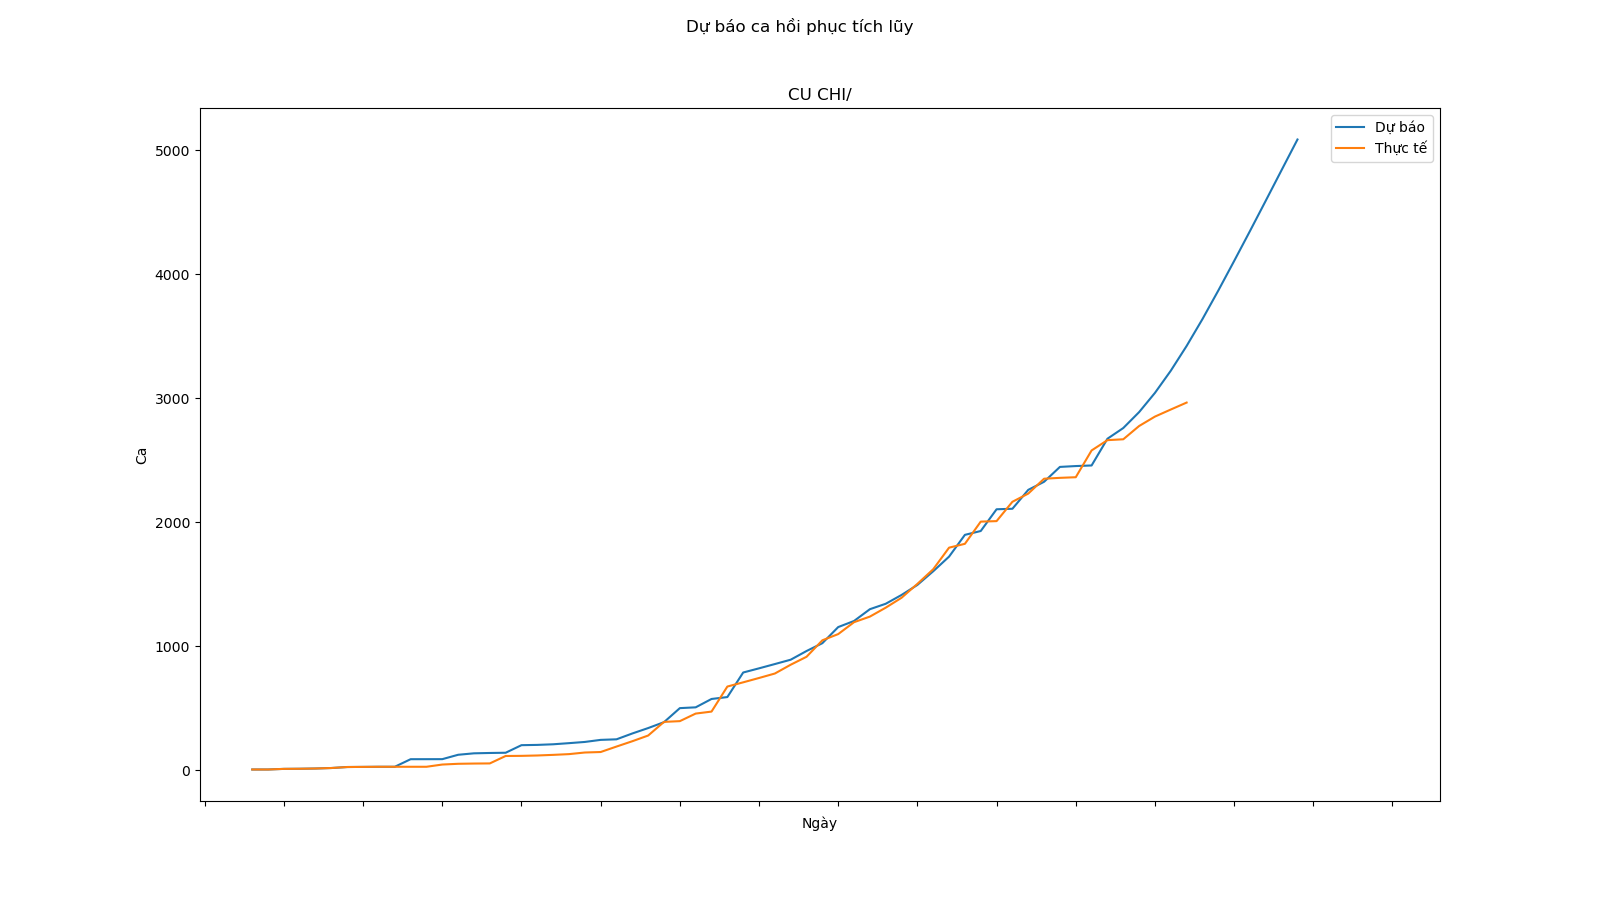 Dự báo ca hồi phục tích lũy
CU CHI/
Dự báo
Thực tế
5000
4000
3000
2000
1000
0
Ca
Ngày